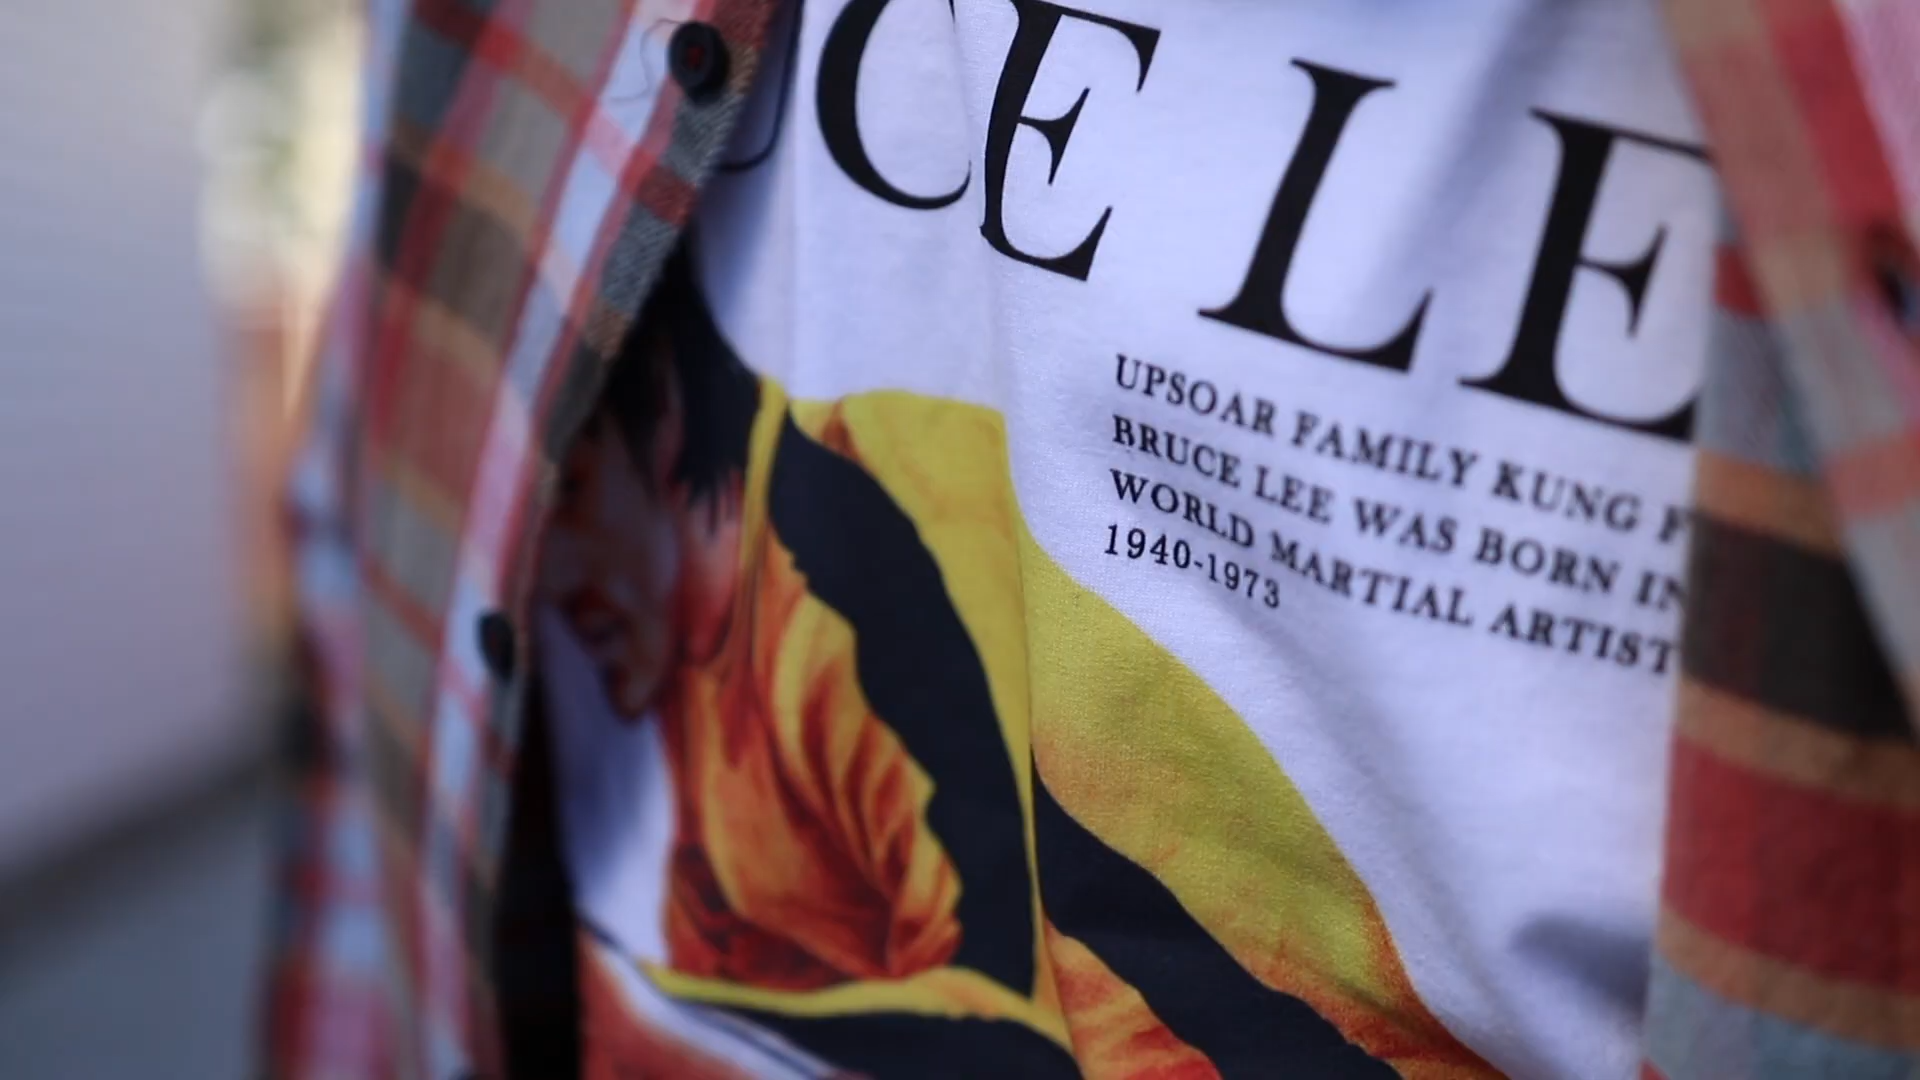 CE LE
UPSOAR FAMILY KUNG F
BRUCE LEE WAS BORN IN
WORLD MARTIAL ARTIST
1940-1973